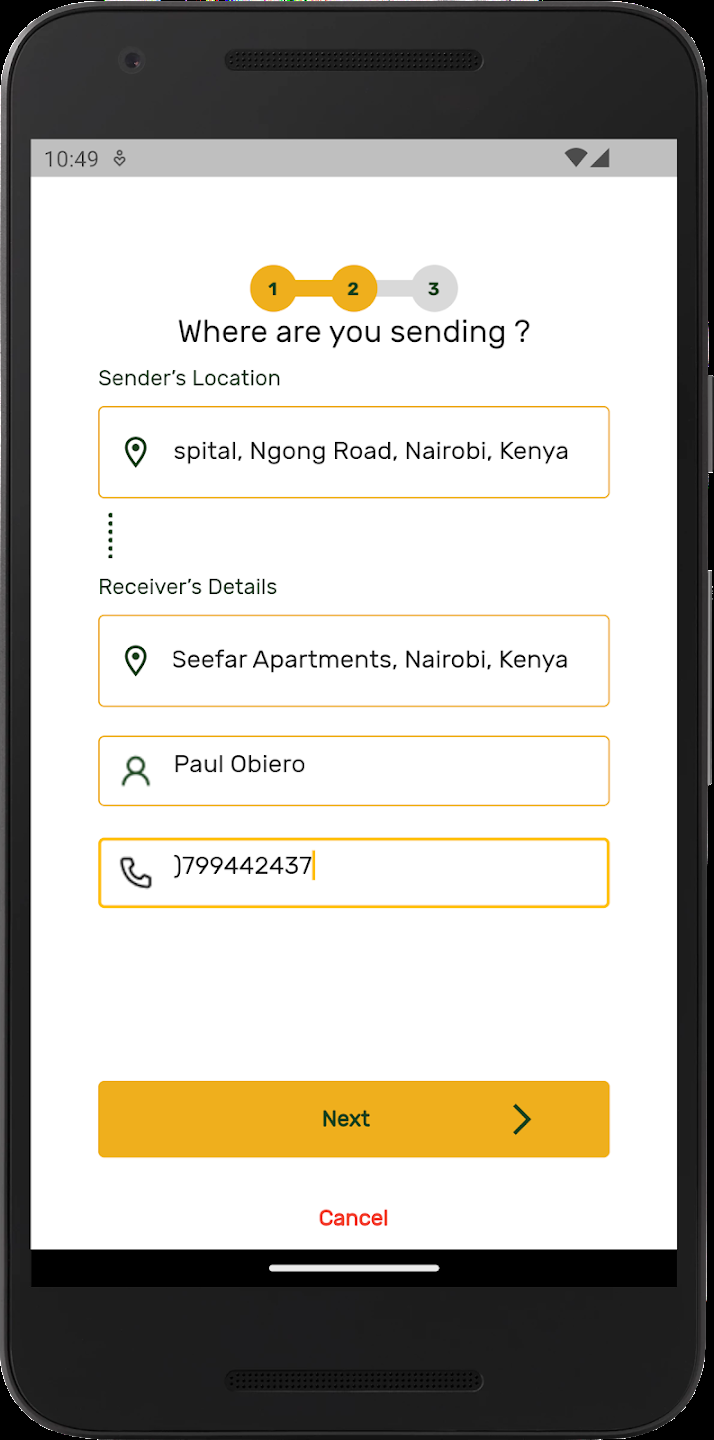 10:49
1 2 3
Where are you sending ?
Sender's Location
spital, Ngong Road, Nairobi, Kenya
Receiver's Details
Seefar Apartments, Nairobi, Kenya
Paul Obiero
)799442437
Next
Cancel